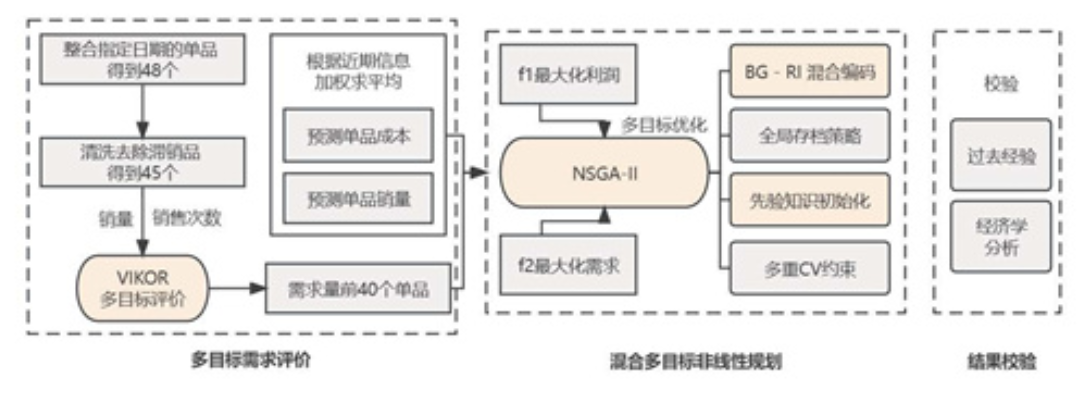 整合指定日期的单品
得到48个
清洗去除滞销品
得到45个
销量
销售次数
VIKOR
多目标评价
根据近期信息
加权求平均
预测单品成本
预测单品销量
需求量前40个单品
多目标需求评价
f1最大化利润
多目标优化
NSGA-II
f2最大化需求
BG - RI 混合编码
全局存档策略
先验知识初始化
多重CV约束
混合多目标非线性规划
校验
过去经验
经济学
分析
结果校验